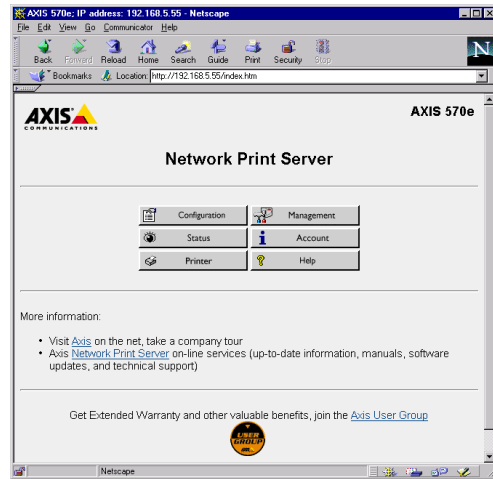 AXIS 570e; IP address: 192.168.5.55 - Netscape
File Edit View Go Communicator Help
Back Forward Reload Home Search Guide Print Security Stop
N
Bookmarks Location: http://192.168.5.55/index.htm
AXIS
COMMUNICATIONS
AXIS 570e
Network Print Server
Configuration Management
Status Account
Printer Help
More information:
• Visit Axis on the net, take a company tour
• Axis Network Print Server on-line services (up-to-date information, manuals, software
updates, and technical support)
Get Extended Warranty and other valuable benefits, join the Axis User Group
USER
GROUP
Netscape